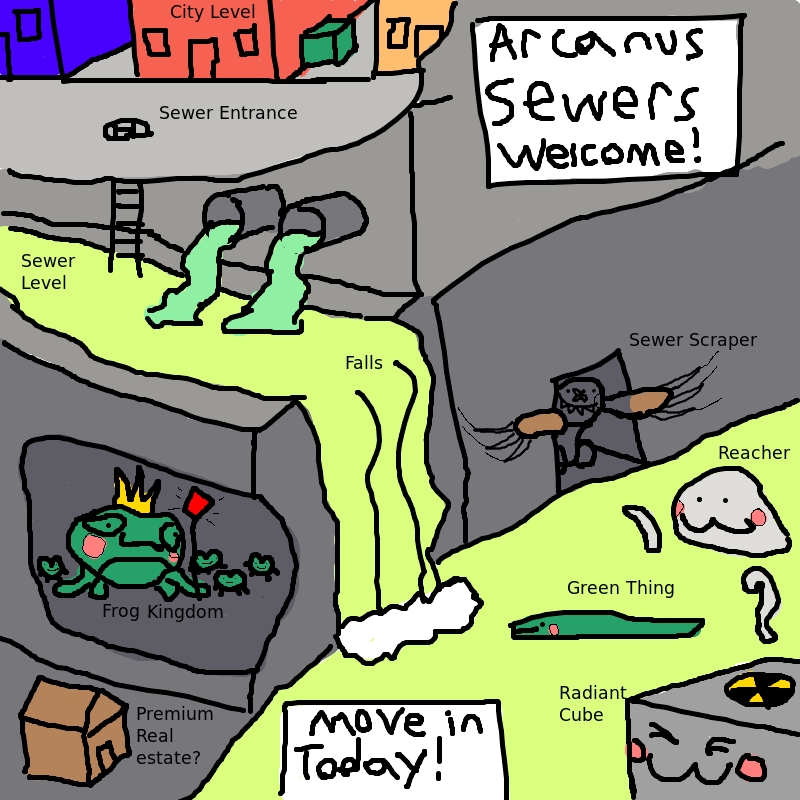 City Level
Arcanus
Sewers
Welcome!
Sewer Entrance
Sewer
Level
Falls
Sewer Scraper
Reacher
Green Thing
Frog Kingdom
Radiant
Cube
Premium
Real
estate?
Move in
Today!